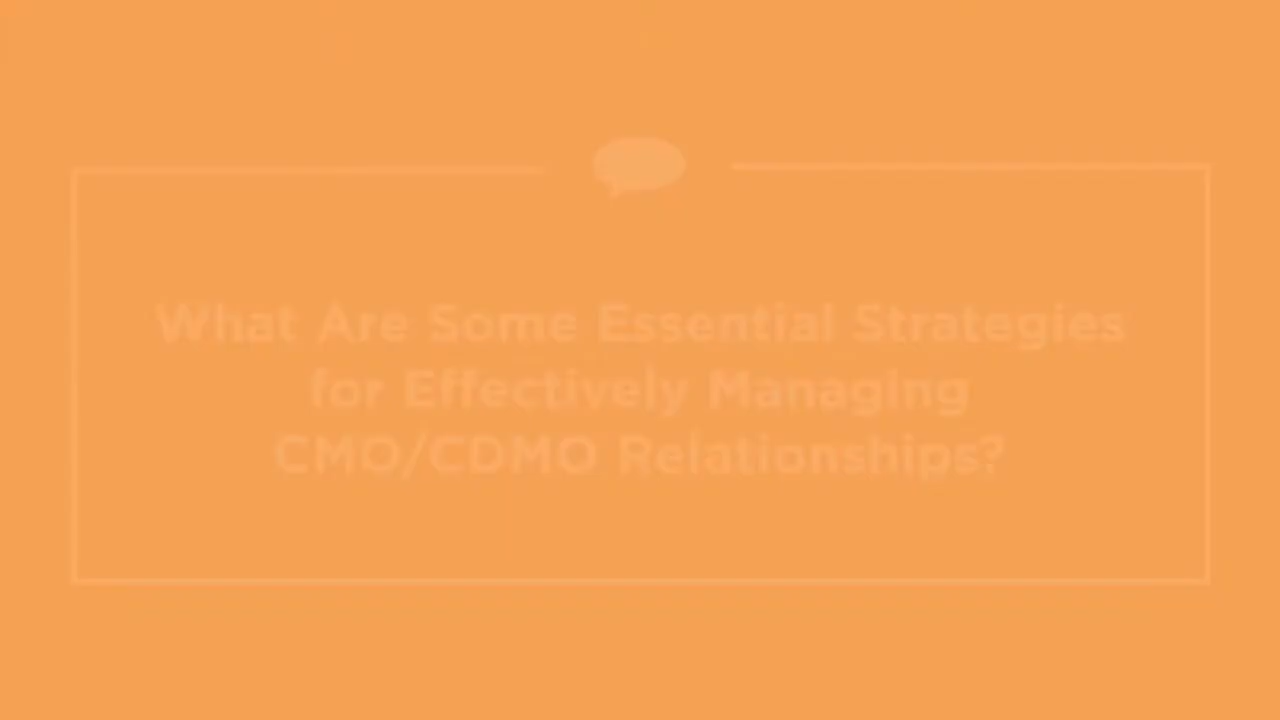 What Are Some Essential Strategies
for Effectively Managing
CMO/CDMO Relationships?